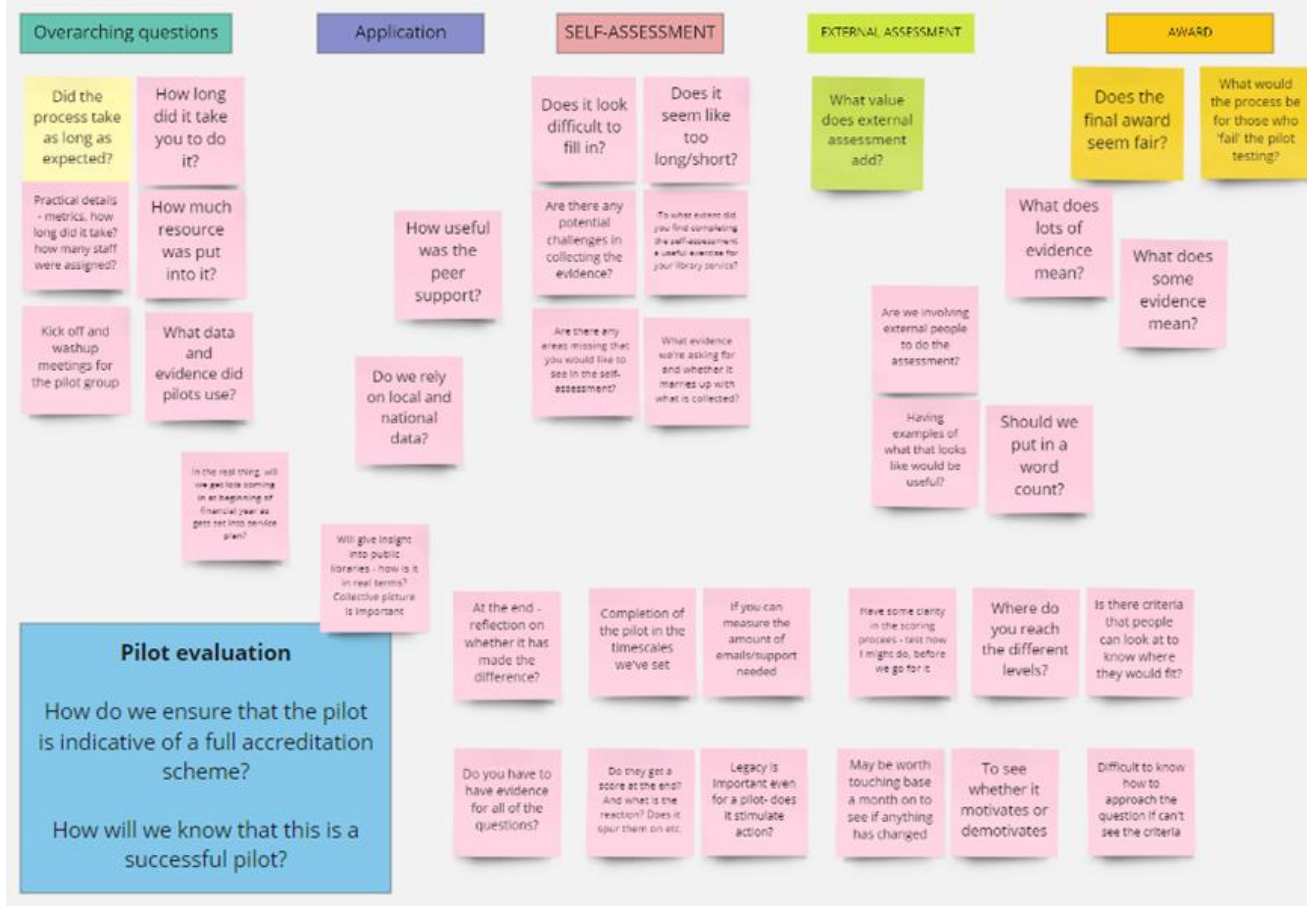 Overarching questions
Application
SELF-ASSESSMENT
EXTERNAL ASSESSMENT
AWARD
Did the
process take
as long as
expected?
How long
did it take
you to do
it?
Practical details
- metrics, how
long did it take?
how many staff
were assigned?
How much
resource
was put
into it?
Kick off and
washup
meetings for
the pilot group
What data
and
evidence did
pilots use?
In the real thing, will
we get lots coming
in at beginning of
financial year as
gets set into service
plan?
How useful
was the
peer
support?
Do we rely
on local and
national
data?
Will give insight
into public
libraries - how is it
in real terms?
Collective picture
is important
Does it look
difficult to
fill in?
Does it
seem like
too
long/short?
Are there any
potential
challenges in
collecting the
evidence?
To what extent did
you find completing
the self-assessment
a useful exercise for
your library service?
Are there any
areas missing that
you would like to
see in the self-
assessment?
What evidence
we're asking for
and whether it
marries up with
what is collected?
What value
does external
assessment
add?
Are we involving
external people
to do the
assessment?
Having
examples of
what that looks
like would be
useful?
Should we
put in a
word
count?
Does the
final award
seem fair?
What would
the process be
for those who
'fail' the pilot
testing?
What does
lots of
evidence
mean?
What does
some
evidence
mean?
Pilot evaluation
How do we ensure that the pilot
is indicative of a full accreditation
scheme?
How will we know that this is a
successful pilot?
At the end -
reflection on
whether it has
made the
difference?
Completion of
the pilot in the
timescales
we've set
If you can
measure the
amount of
emails/support
needed
Have some clarity
in the scoring
process - test how
I might do, before
we go for it
Where do
you reach
the different
levels?
Is there criteria
that people
can look at to
know where
they would fit?
Do you have to
have evidence
for all of the
questions?
Do they get a
score at the end?
And what is the
reaction? Does it
spur them on etc.
Legacy is
important even
for a pilot- does
it stimulate
action?
May be worth
touching base
a month on to
see if anything
has changed
To see
whether it
motivates or
demotivates
Difficult to know
how to
approach the
question if can't
see the criteria